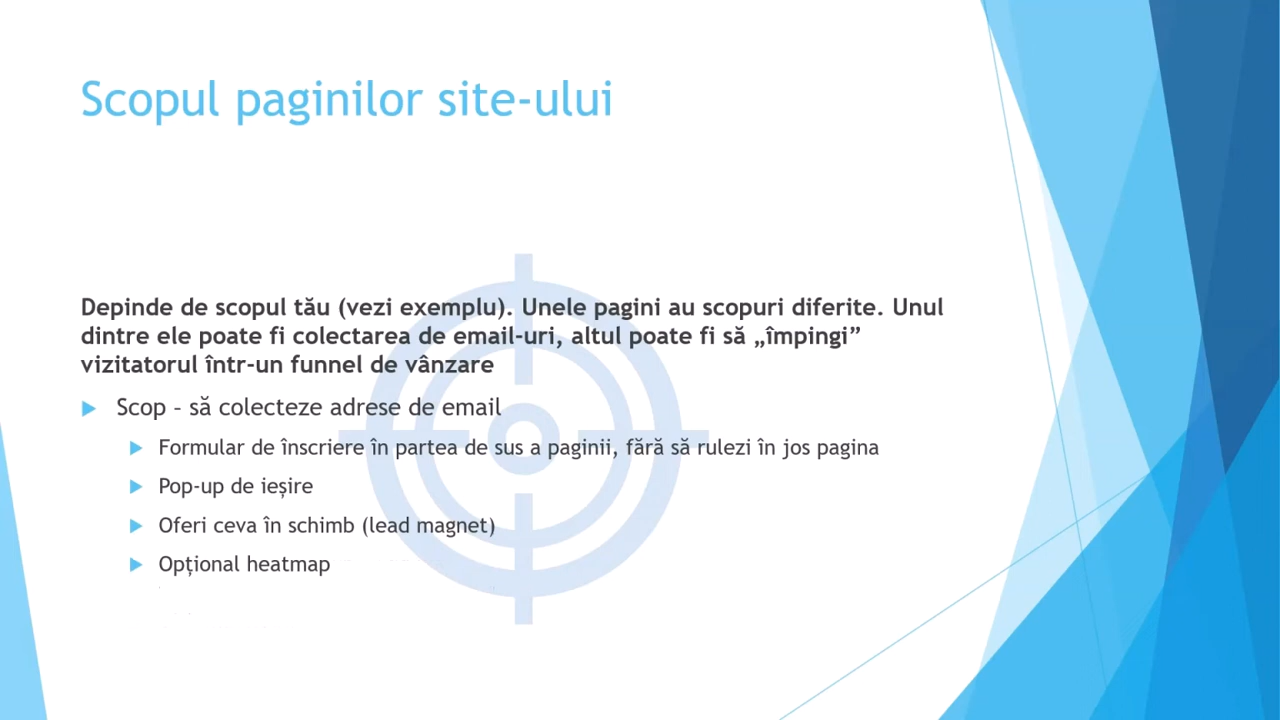 Scopul paginilor site-ului
Depinde de scopul tău (vezi exemplu). Unele pagini au scopuri diferite. Unul
dintre ele poate fi colectarea de email-uri, altul poate fi să „împingi”
vizitatorul într-un funnel de vânzare
Scop – să colecteze adrese de email
Formular de înscriere în partea de sus a paginii, fără să rulezi în jos pagina
Pop-up de ieșire
Oferi ceva în schimb (lead magnet)
Opțional heatmap